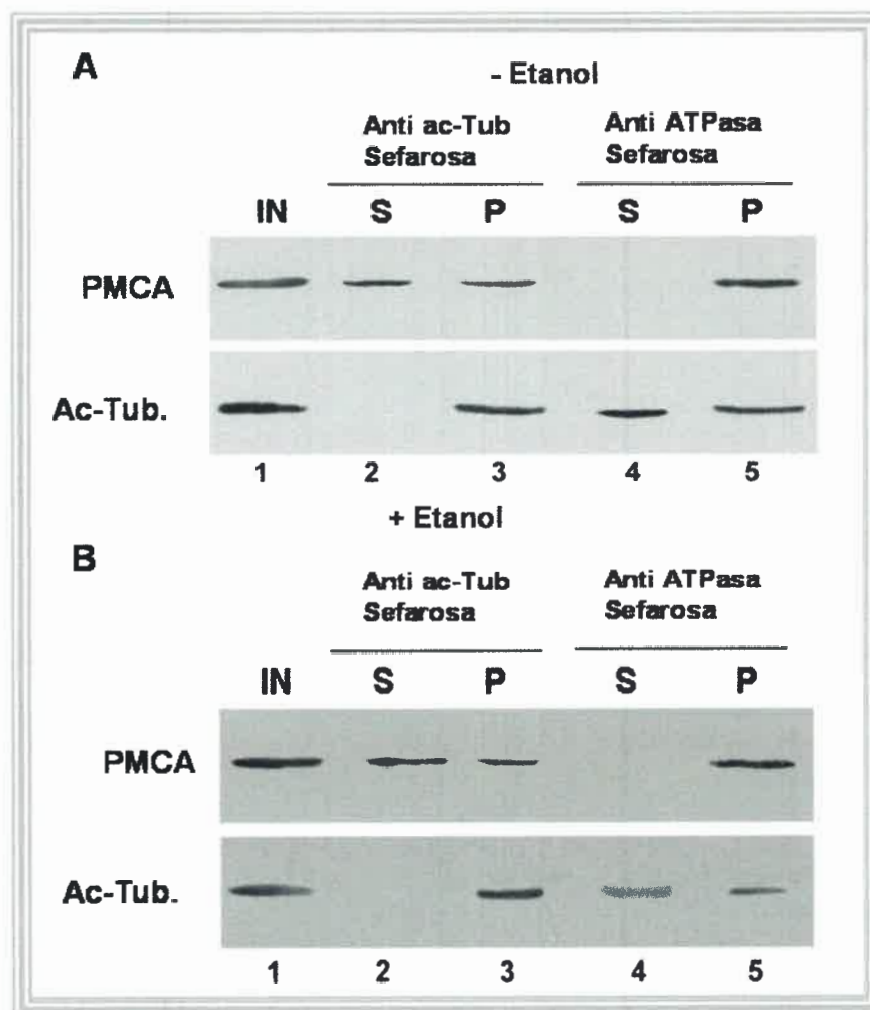 A
- Etanol
Anti ac-Tub Anti ATPasa
Sefarosa Sefarosa
IN S P S P
PMCA
Ac-Tub.
1 2 3 4 5
+ Etanol
B
Anti ac-Tub Anti ATPasa
Sefarosa Sefarosa
IN S P S P
PMCA
Ac-Tub.
1 2 3 4 5